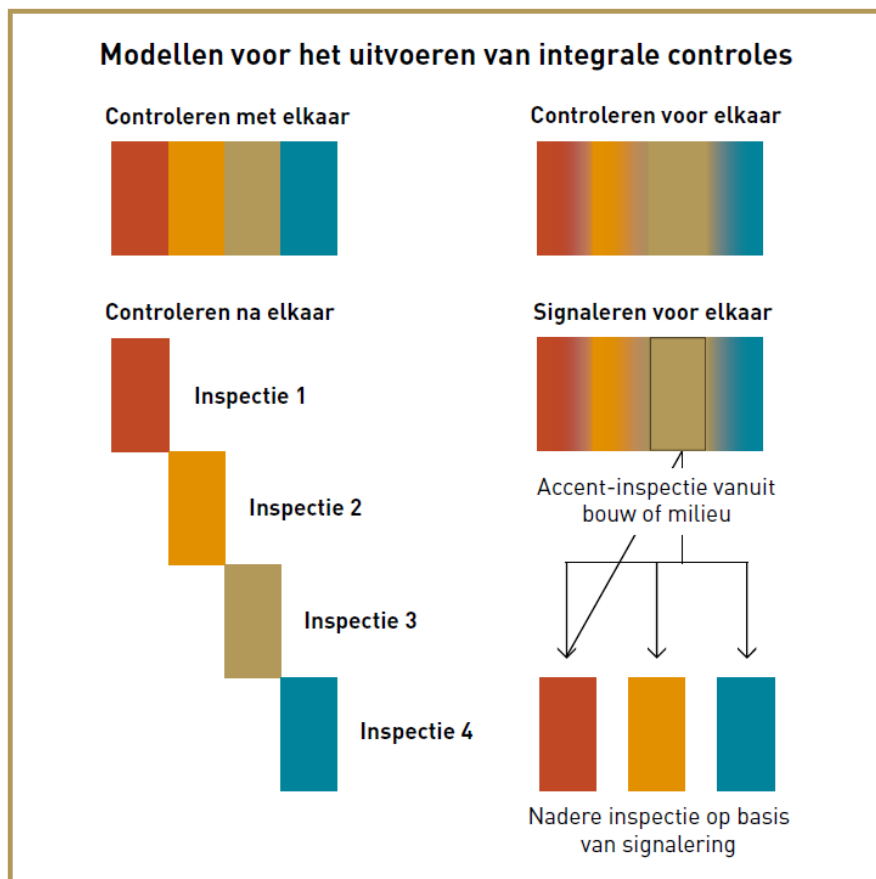 Modellen voor het uitvoeren van integrale controles
Controleren met elkaar
Controleren voor elkaar
Controleren na elkaar
Inspectie 1
Inspectie 2
Inspectie 3
Inspectie 4
Signaleren voor elkaar
Accent-inspectie vanuit
bouw of milieu
Nadere inspectie op basis
van signalering